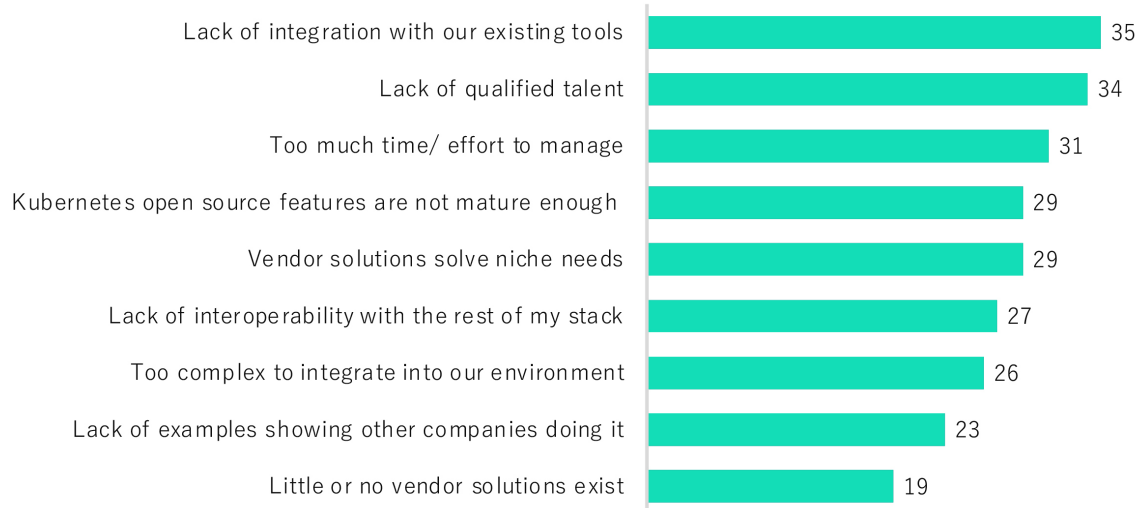 Lack of integration with our existing tools 35
Lack of qualified talent 34
Too much time/ effort to manage 31
Kubernetes open source features are not mature enough 29
Vendor solutions solve niche needs 29
Lack of interoperability with the rest of my stack 27
Too complex to integrate into our environment 26
Lack of examples showing other companies doing it 23
Little or no vendor solutions exist 19